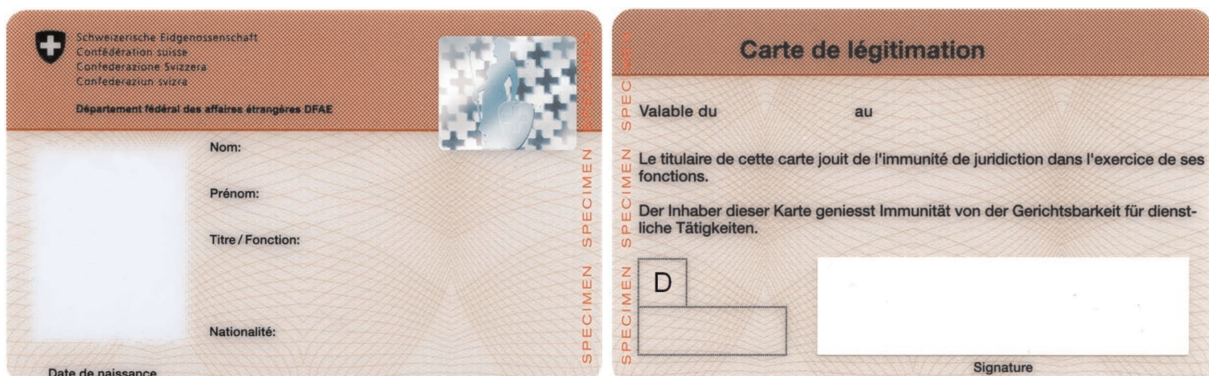 Schweizerische Eidgenossenschaft
Confédération suisse
Confederazione Svizzera
Confederaziun svizra
Département fédéral des affaires étrangères DFAE
Nom:
Prénom:
Titre / Fonction:
Nationalité:
Date de naissance
SPECIMEN SPECIMEN SPECIMEN
Carte de légitimation
Valable du au
Le titulaire de cette carte jouit de l'immunité de juridiction dans l'exercice de ses
fonctions.
Der Inhaber dieser Karte geniesst Immunität von der Gerichtsbarkeit für dienst-
liche Tätigkeiten.
D
Signature
SPECIMEN SPECIMEN SPECIMEN